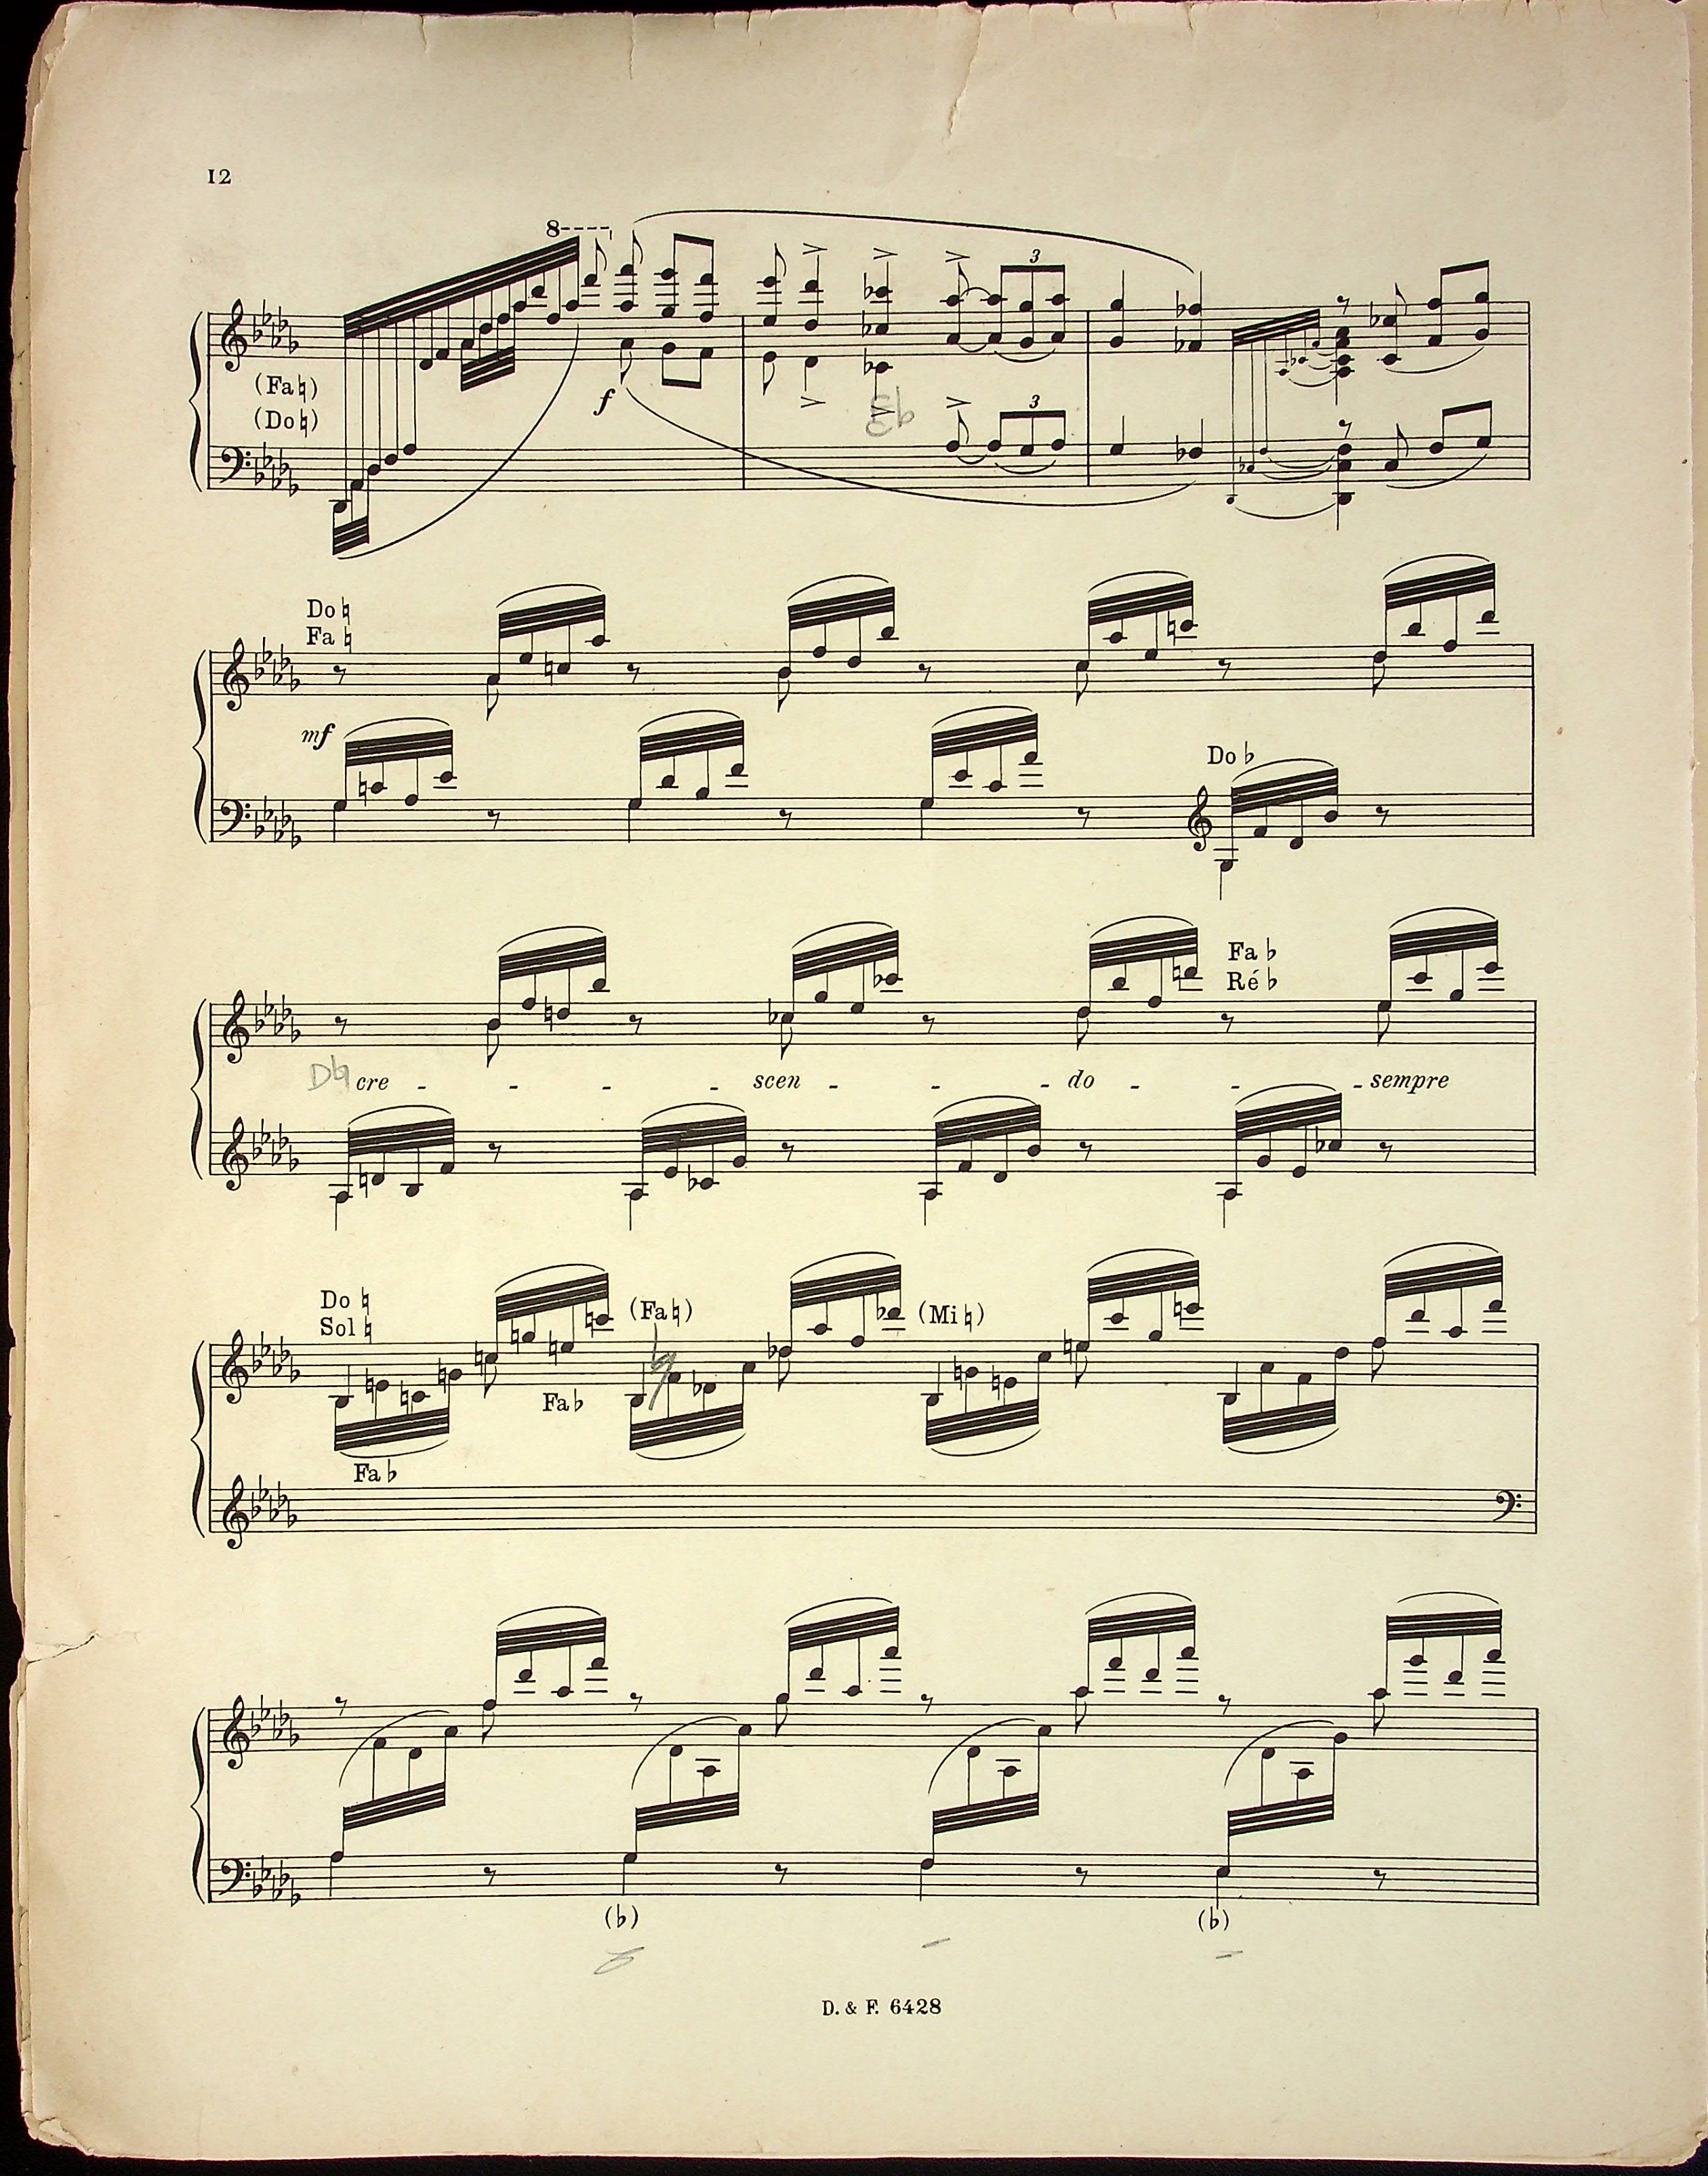 12
8
3
(Fa♮)
(Do♮)
f
E♭
3
Do♮
Fa♮
mf
Do♭
Fa♭
Ré♭
D♮ cre - - - - scen - - - do - - - sempre
Do♮
Sol♮
(Fa♮)
(Mi♮)
♮
Fa♭
Fa♭
(♭)
(♭)
D. & F. 6428